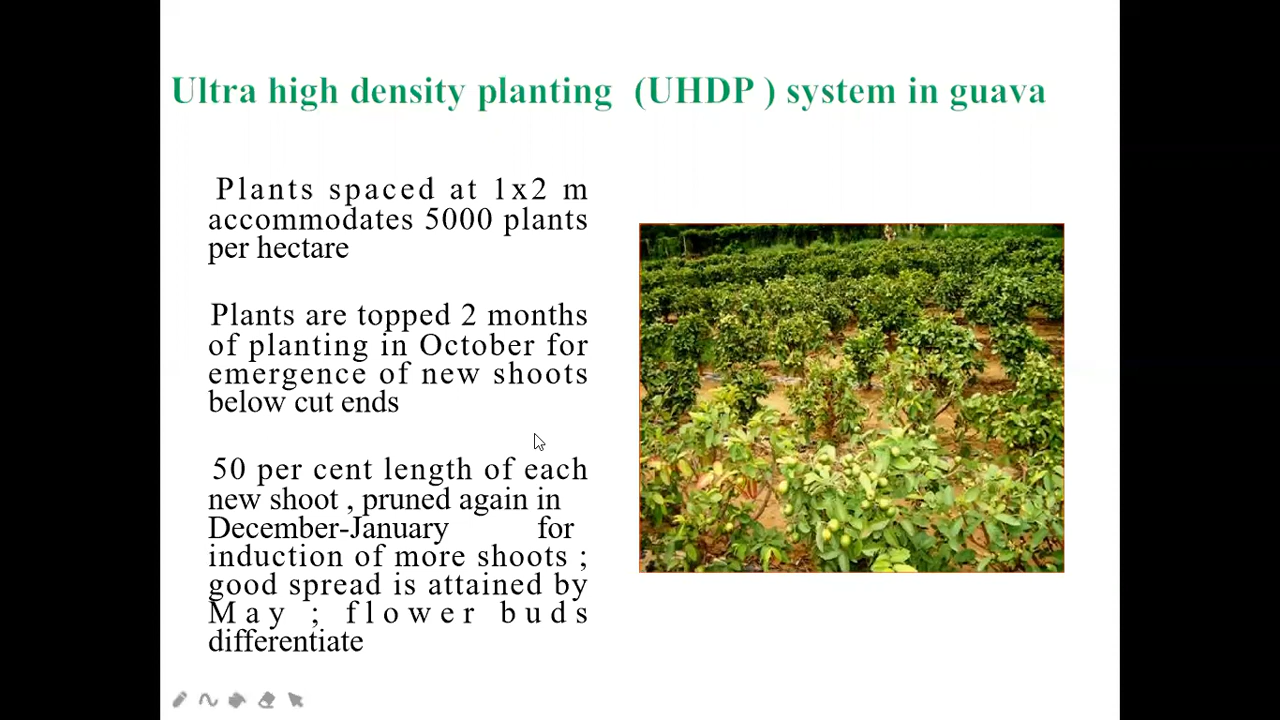 Ultra high density planting (UHDP ) system in guava
Plants spaced at 1x2 m
accommodates 5000 plants
per hectare
Plants are topped 2 months
of planting in October for
emergence of new shoots
below cut ends
50 per cent length of each
new shoot , pruned again in
December-January for
induction of more shoots ;
good spread is attained by
May ; flower buds
differentiate